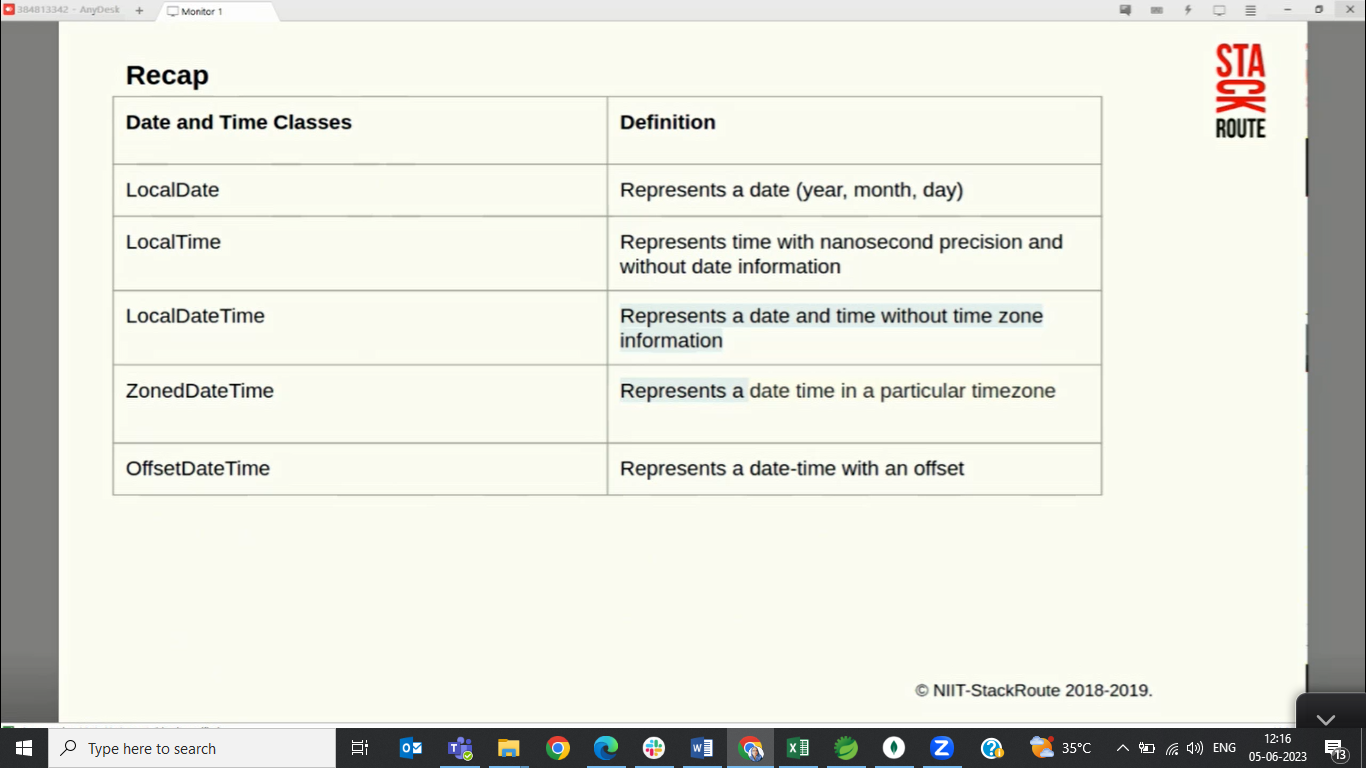 384813342 - AnyDesk
Monitor 1
STA
CK
ROUTE
Recap
Date and Time Classes
Definition
LocalDate
Represents a date (year, month, day)
LocalTime
Represents time with nanosecond precision and
without date information
LocalDateTime
Represents a date and time without time zone
information
ZonedDateTime
Represents a date time in a particular timezone
OffsetDateTime
Represents a date-time with an offset
© NIIT-StackRoute 2018-2019.
Type here to search
35°C
ENG
12:16
05-06-2023
13